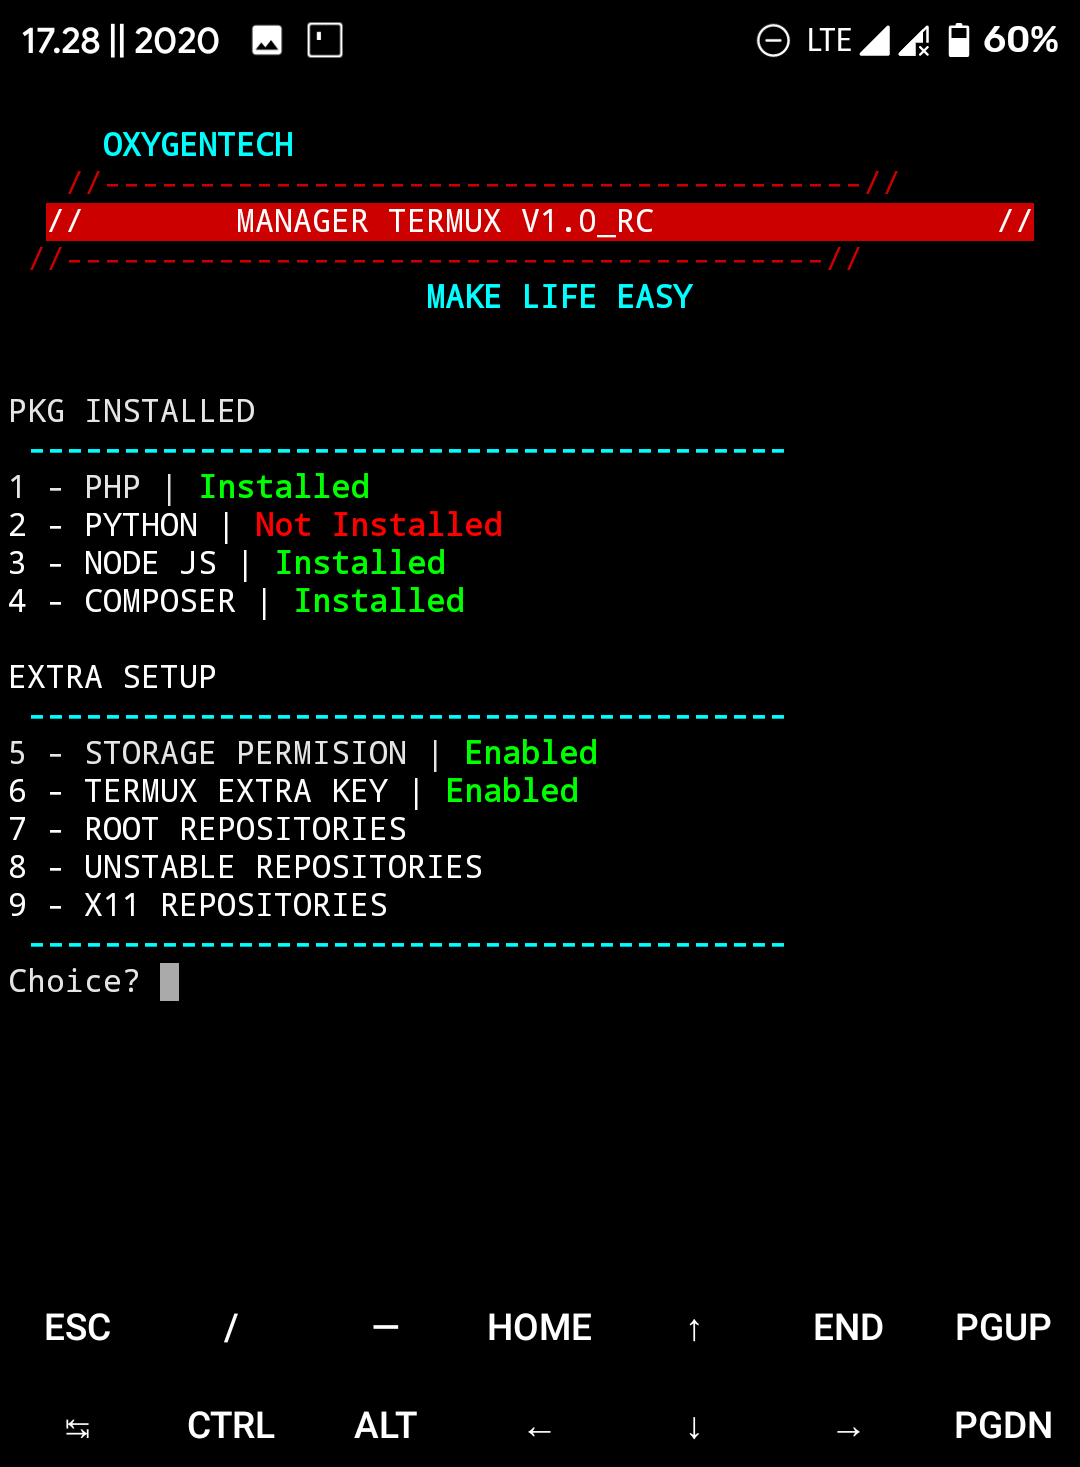 17.28 || 2020 LTE 60%
OXYGENTECH
//----------------------------------------//
// MANAGER TERMUX V1.0_RC //
//----------------------------------------//
MAKE LIFE EASY
PKG INSTALLED
----------------------------------------
1 - PHP | Installed
2 - PYTHON | Not Installed
3 - NODE JS | Installed
4 - COMPOSER | Installed
EXTRA SETUP
----------------------------------------
5 - STORAGE PERMISION | Enabled
6 - TERMUX EXTRA KEY | Enabled
7 - ROOT REPOSITORIES
8 - UNSTABLE REPOSITORIES
9 - X11 REPOSITORIES
----------------------------------------
Choice?
ESC / — HOME ↑ END PGUP
↹ CTRL ALT ← ↓ → PGDN